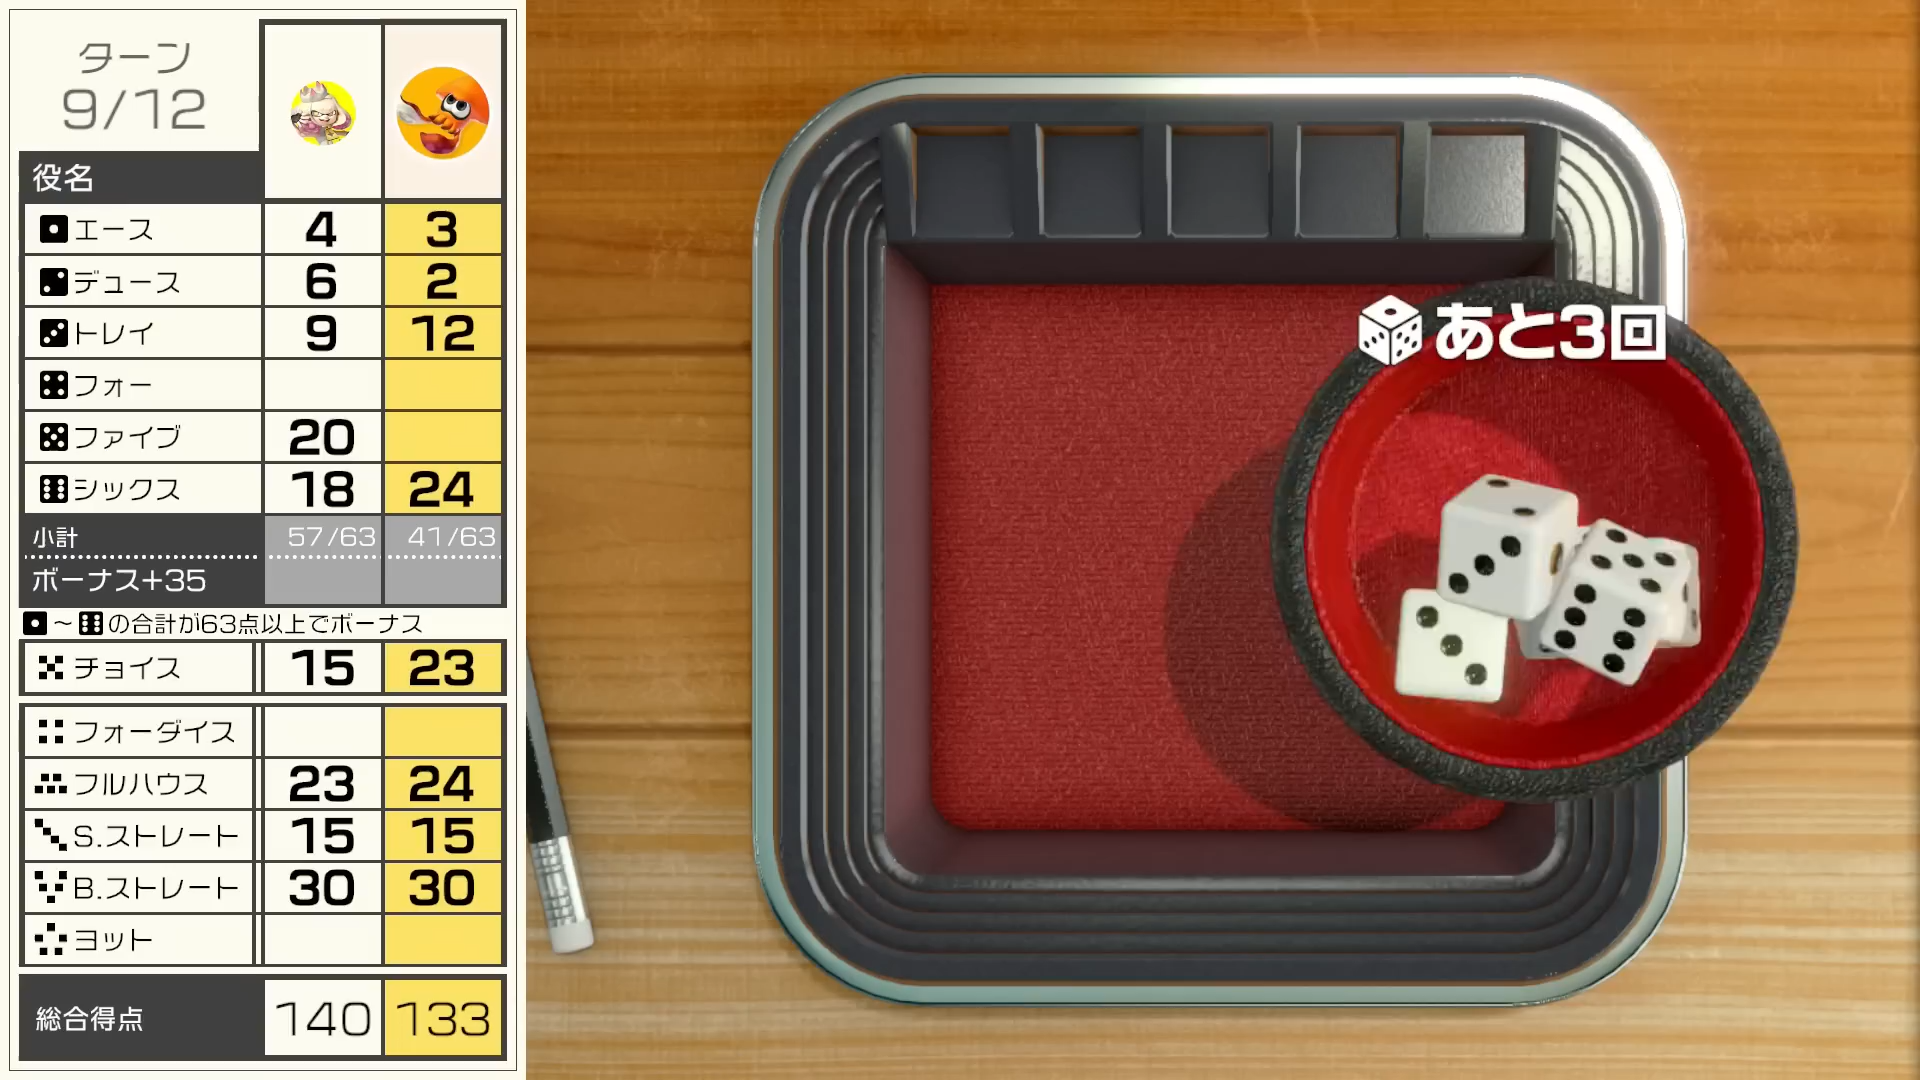 ターン
9/12
役名
エース 4 3
デュース 6 2
トレイ 9 12
フォー
ファイブ 20
シックス 18 24
小計 57/63 41/63
ボーナス+35
~の合計が63点以上でボーナス
チョイス 15 23
フォーダイス
フルハウス 23 24
S.ストレート 15 15
B.ストレート 30 30
ヨット
総合得点 140 133
あと3回